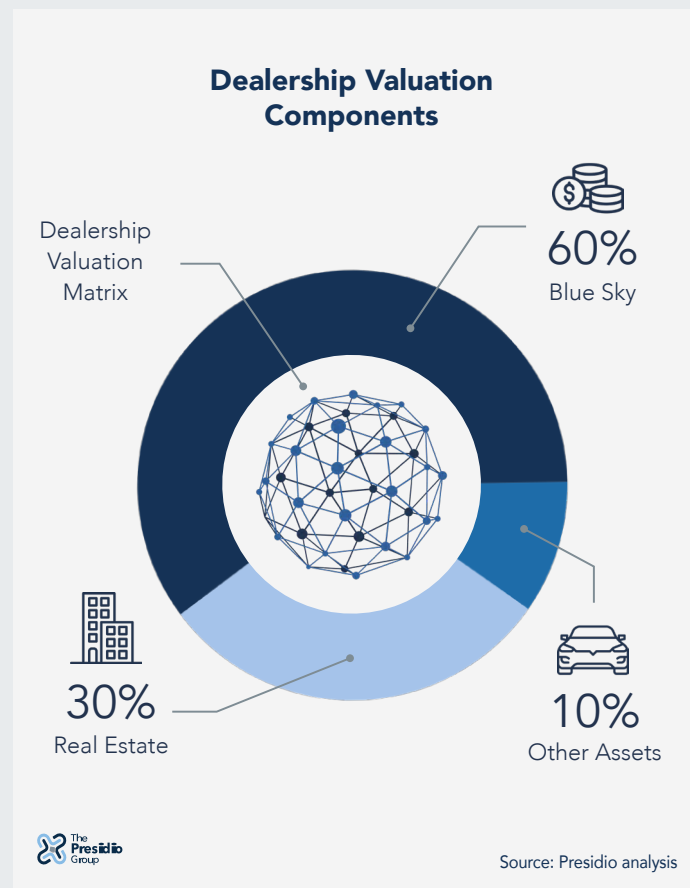 Dealership Valuation
Components
Dealership
Valuation
Matrix
$
60%
Blue Sky
30%
Real Estate
10%
Other Assets
The
Presidio
Group
Source: Presidio analysis